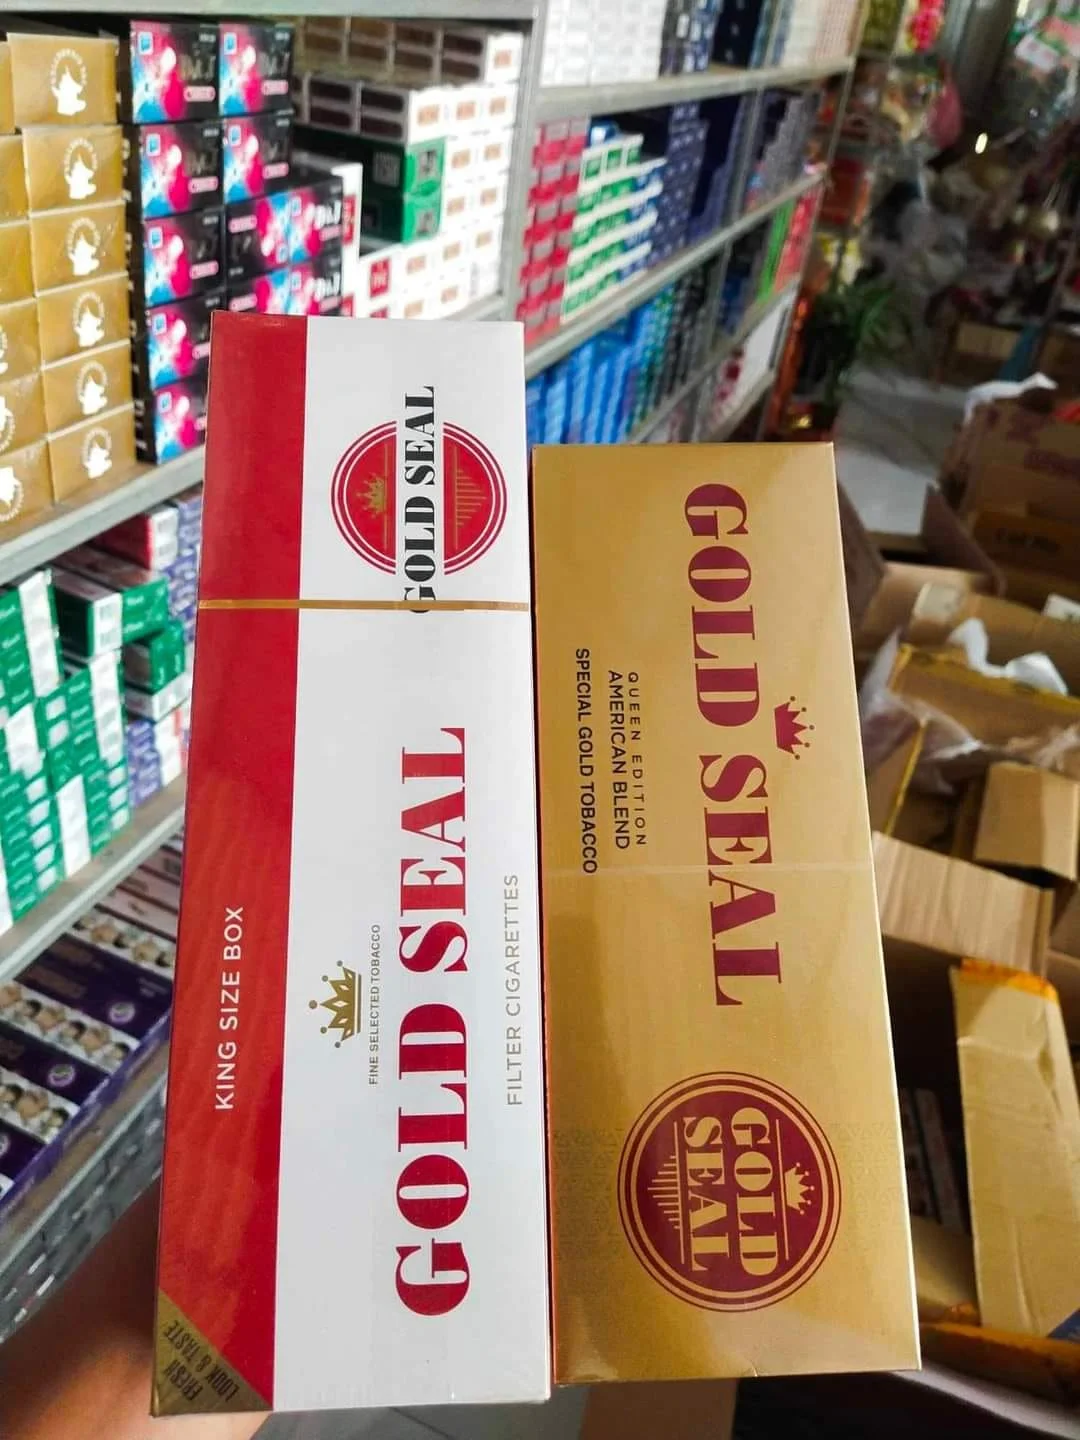 GOLD SEAL
KING SIZE BOX
FINE SELECTED TOBACCO
GOLD SEAL
FILTER CIGARETTES
FRESH
LOOK & TASTE
GOLD SEAL
QUEEN EDITION
AMERICAN BLEND
SPECIAL GOLD TOBACCO
GOLD
SEAL